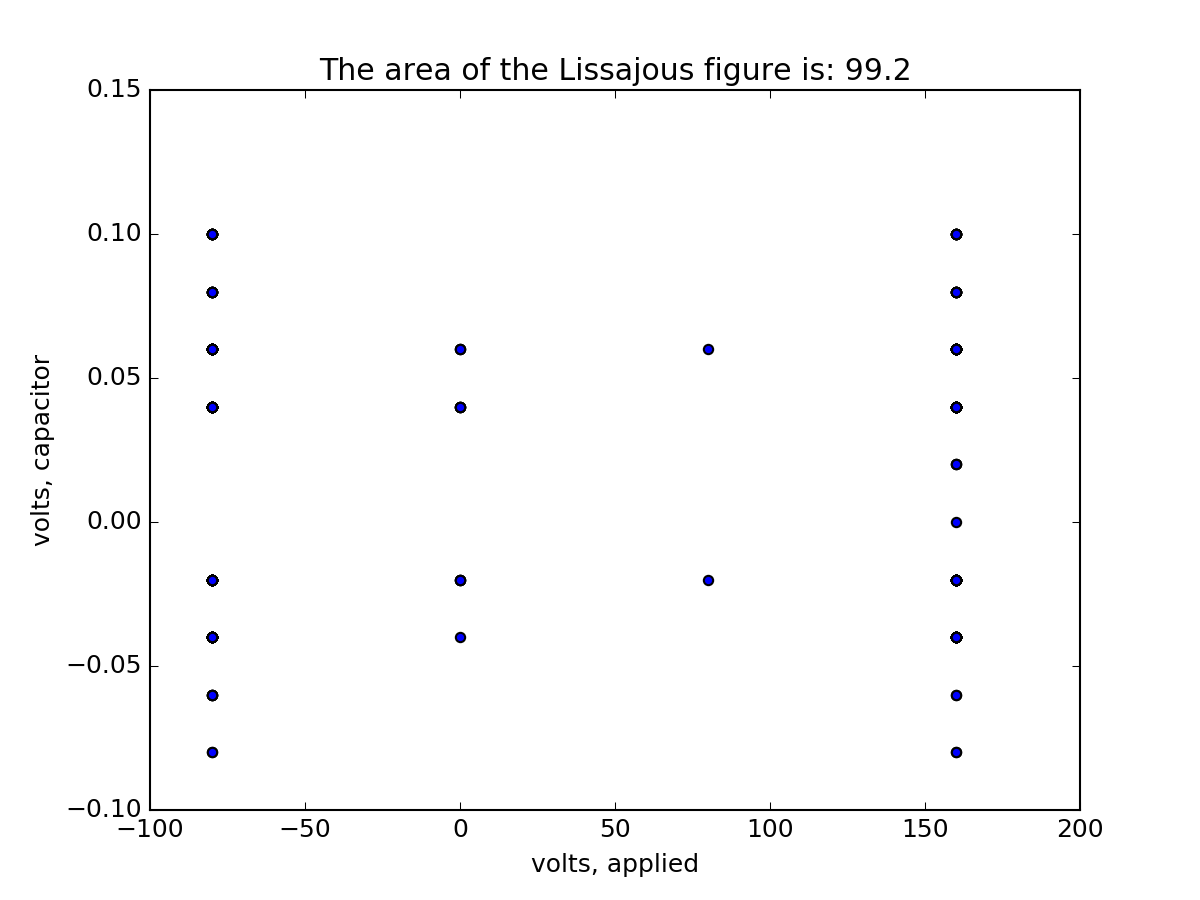 The area of the Lissajous figure is: 99.2
0.15
0.10
0.05
0.00
−0.05
−0.10
volts, capacitor
−100 −50 0 50 100 150 200
volts, applied